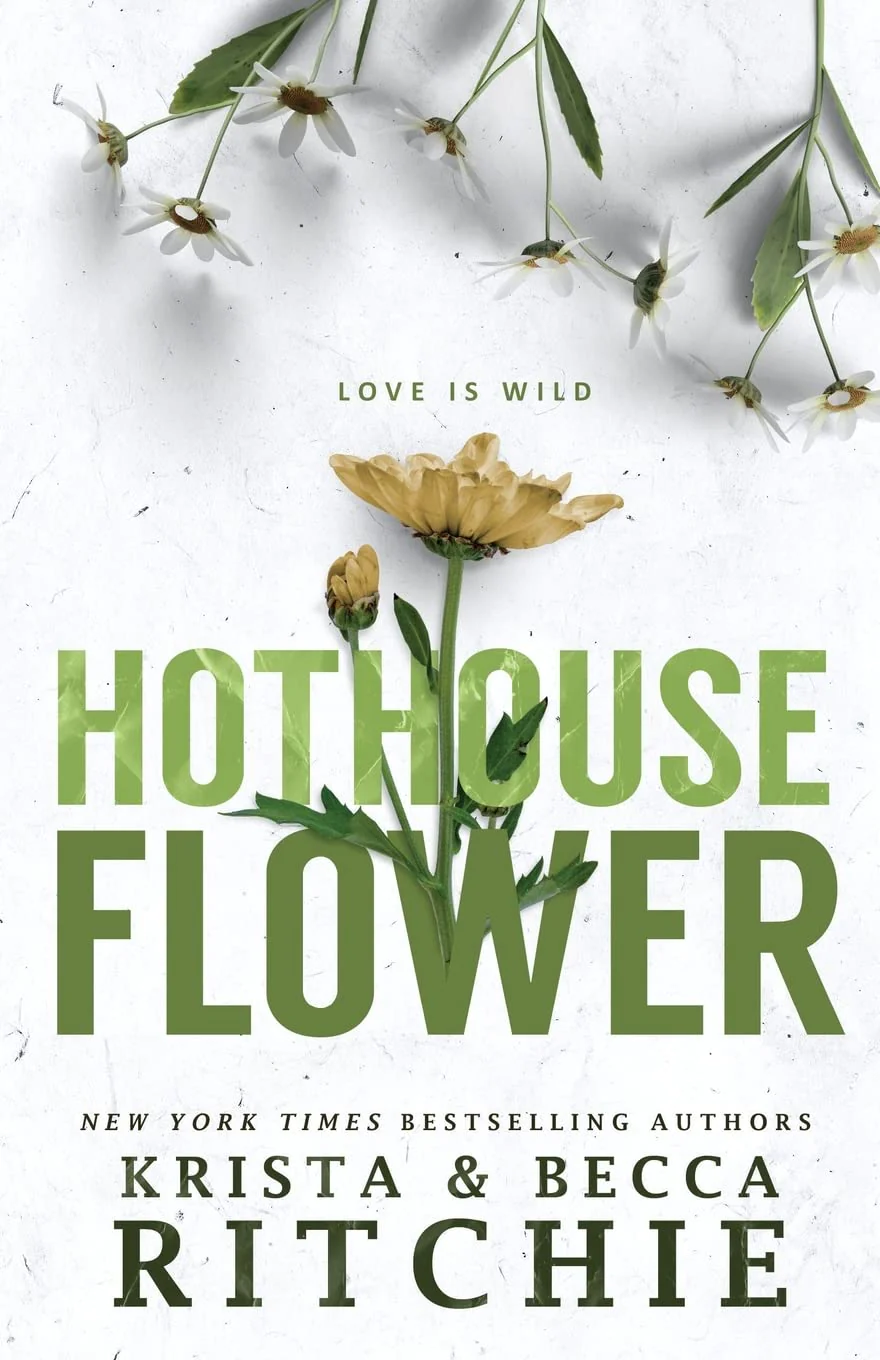 LOVE IS WILD
HOTHOUSE
FLOWER
NEW YORK TIMES BESTSELLING AUTHORS
KRISTA & BECCA
RITCHIE